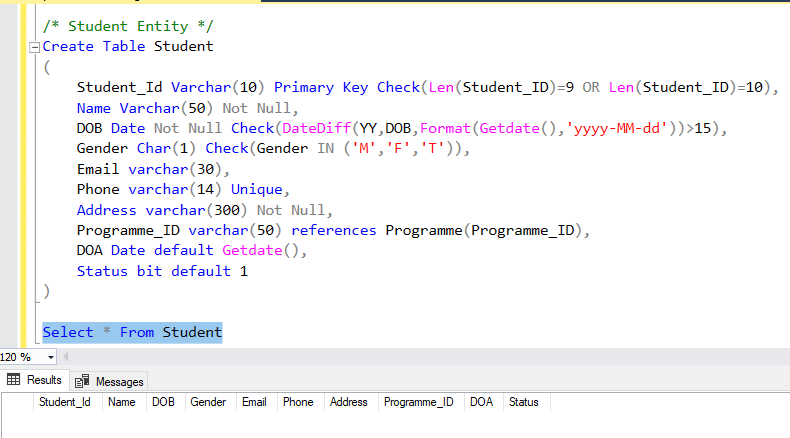 /* Student Entity */
Create Table Student
(
Student_Id Varchar(10) Primary Key Check(Len(Student_ID)=9 OR Len(Student_ID)=10),
Name Varchar(50) Not Null,
DOB Date Not Null Check(DateDiff(YY,DOB,Format(Getdate(),'yyyy-MM-dd'))>15),
Gender Char(1) Check(Gender IN ('M','F','T')),
Email varchar(30),
Phone varchar(14) Unique,
Address varchar(300) Not Null,
Programme_ID varchar(50) references Programme(Programme_ID),
DOA Date default Getdate(),
Status bit default 1
)
Select * From Student
120 %
Results Messages
Student_Id Name DOB Gender Email Phone Address Programme_ID DOA Status